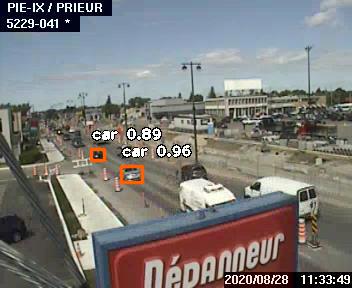 PIE-IX / PRIEUR
5229-041 *
car 0.89
car 0.96
Dépanneur
2020/08/28 11:33:49